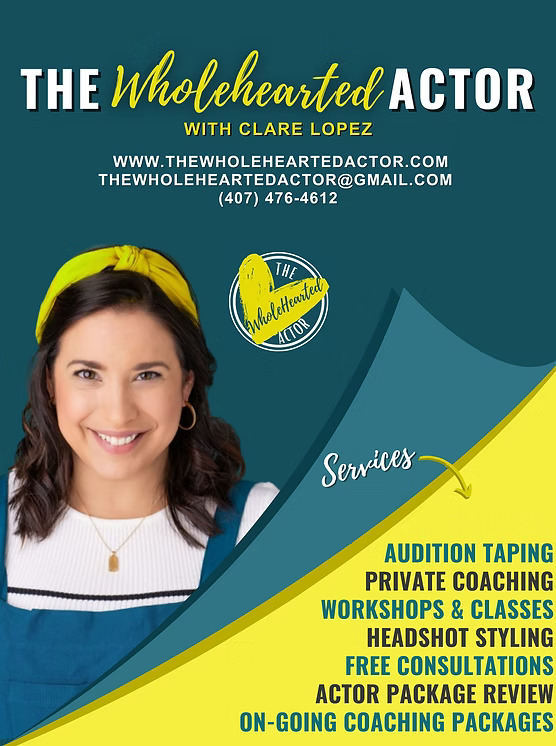 THE Wholehearted ACTOR
WITH CLARE LOPEZ
WWW.THEWHOLEHEARTEDACTOR.COM
THEWHOLEHEARTEDACTOR@GMAIL.COM
(407) 476-4612
THE
WholeHearted
ACTOR
Services
AUDITION TAPING
PRIVATE COACHING
WORKSHOPS & CLASSES
HEADSHOT STYLING
FREE CONSULTATIONS
ACTOR PACKAGE REVIEW
ON-GOING COACHING PACKAGES